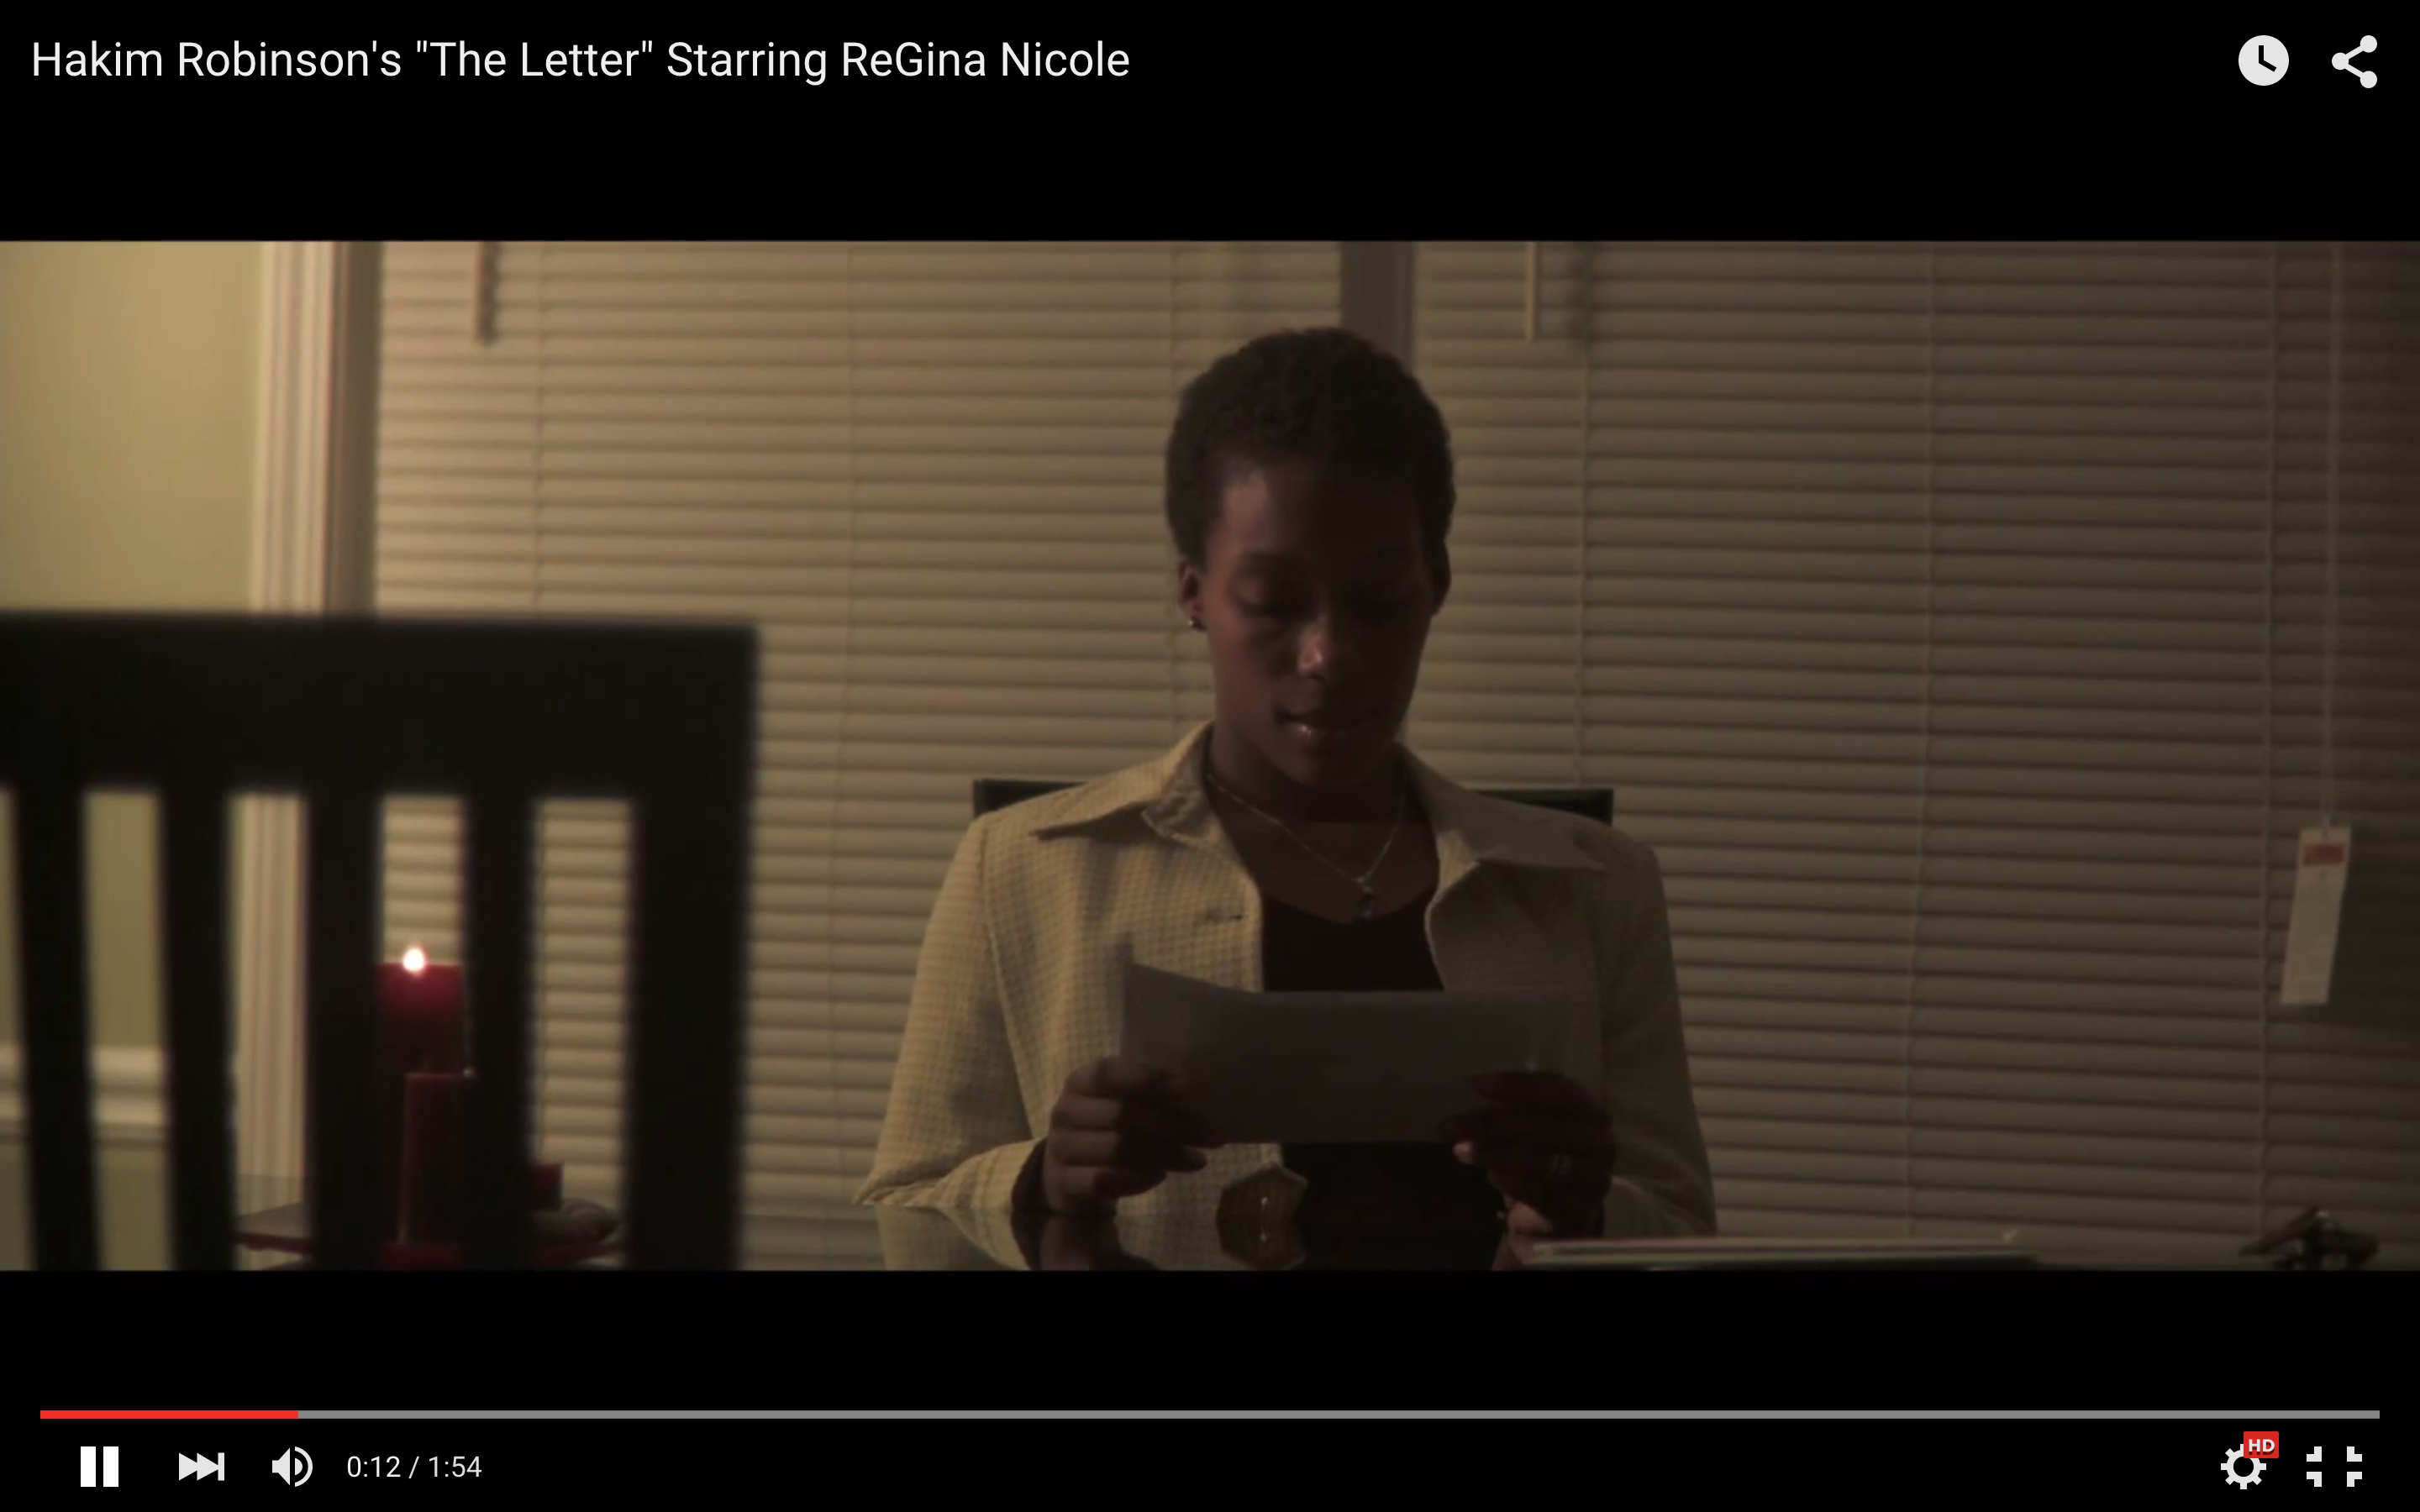 Hakim Robinson's "The Letter" Starring ReGina Nicole
0:12 / 1:54
HD